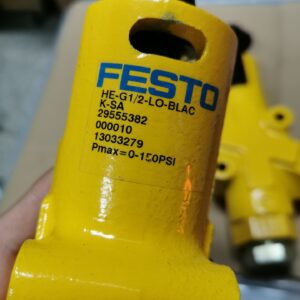 FESTO
HE-G1/2-LO-BLAC
K-SA
29555382
000010
13033279
Pmax=0-150PSI